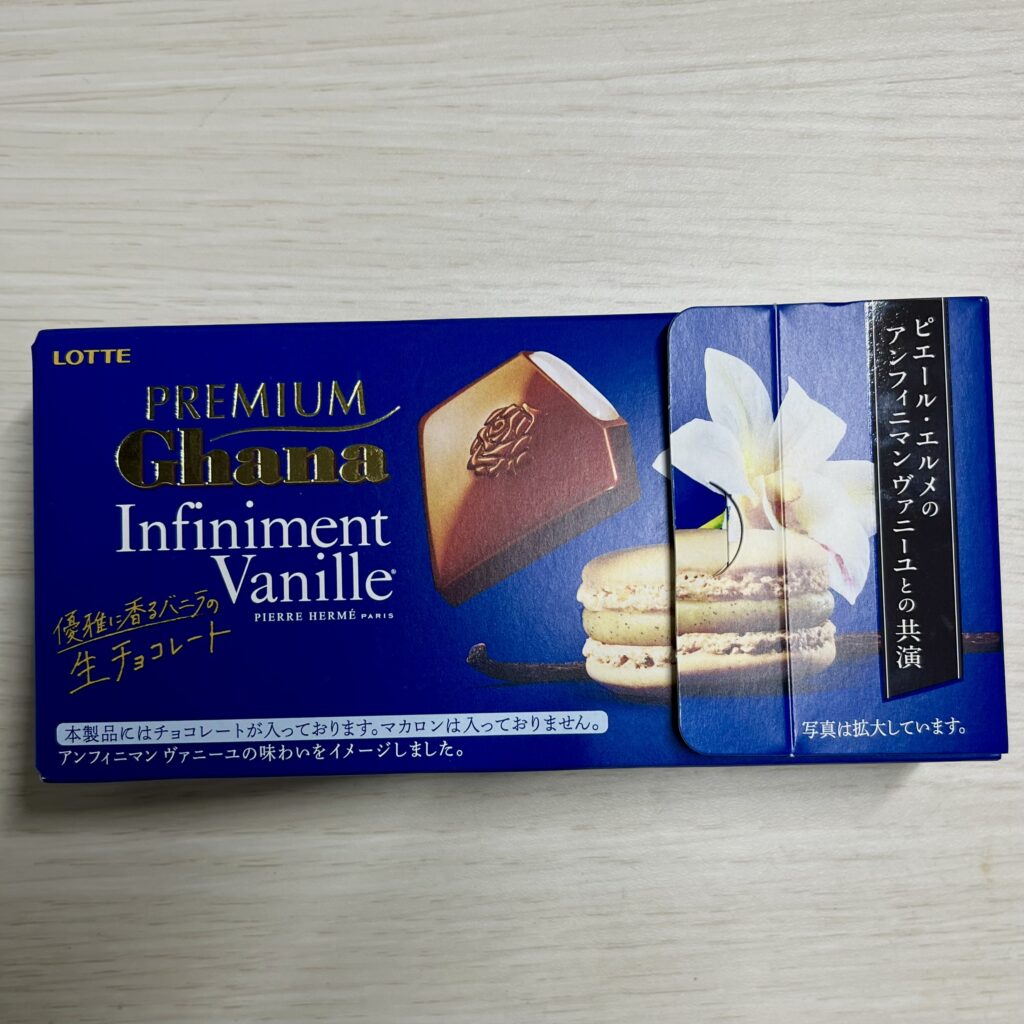 LOTTE
PREMIUM
Ghana
Infiniment
Vanille®
PIERRE HERMÉ PARIS
優雅に香るバニラの
生チョコレート
本製品にはチョコレートが入っております。マカロンは入っておりません。
アンフィニマン ヴァニーユの味わいをイメージしました。
ピエール・エルメの
アンフィニマンヴァニーユとの共演
写真は拡大しています。